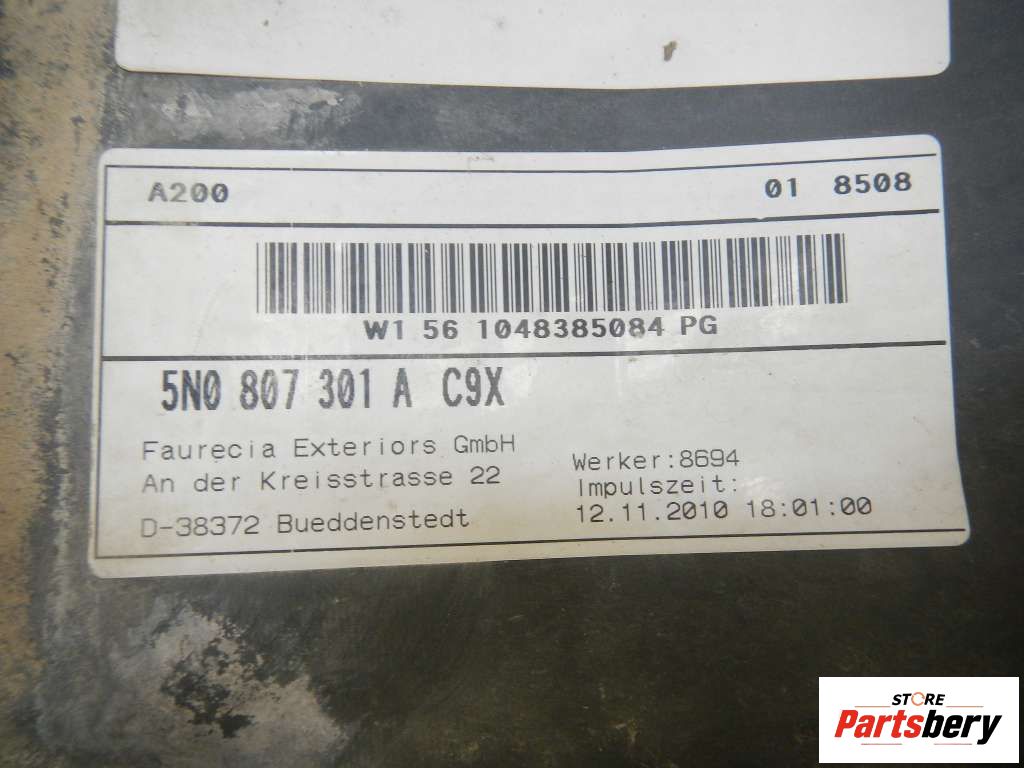 A200 01 8508
W1 56 1048385084 PG
5N0 807 301 A C9X
Faurecia Exteriors GmbH
An der Kreisstrasse 22
D-38372 Bueddenstedt
Werker:8694
Impulszeit:
12.11.2010 18:01:00
STORE
Partsbery